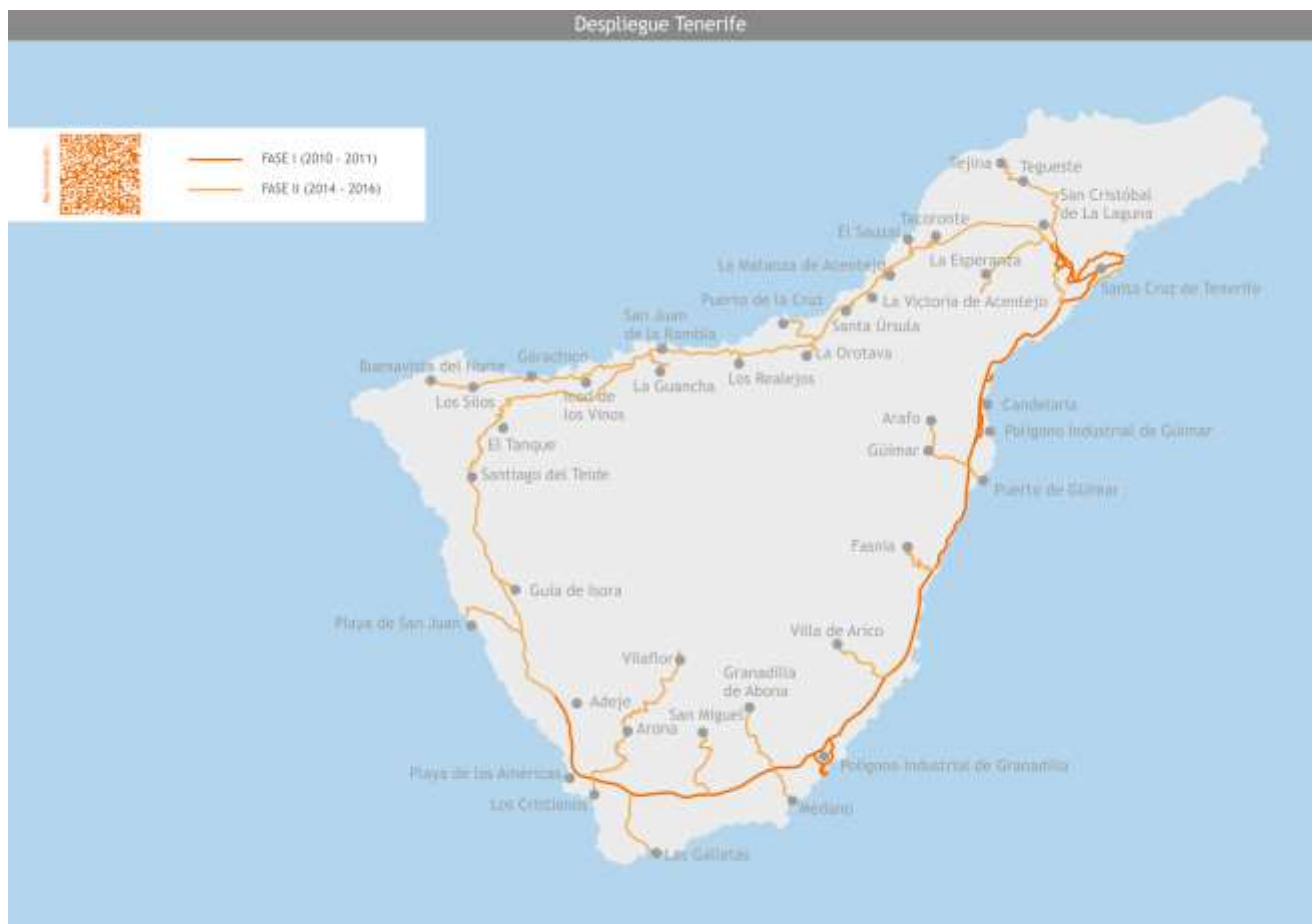 Despliegue Tenerife
FASE I (2010 - 2011)
FASE II (2014 - 2016)
Tejina
Tegueste
San Cristóbal
de La Laguna
Tacoronte
El Sauzal
La Esperanza
La Matanza de Acentejo
Santa Cruz de Tenerife
La Victoria de Acentejo
Puerto de la Cruz
Santa Úrsula
San Juan
de la Rambla
La Orotava
Garachico
Buenavista del Norte
Los Realejos
La Guancha
Icod de
los Vinos
Los Silos
Candelaria
Arafo
Polígono Industrial de Güímar
El Tanque
Güímar
Santiago del Teide
Puerto de Güímar
Fasnia
Guía de Isora
Playa de San Juan
Villa de Arico
Vilaflor
Granadilla
de Abona
Adeje
San Miguel
Arona
Polígono Industrial de Granadilla
Playa de las Américas
Los Cristianos
Médano
Las Galletas